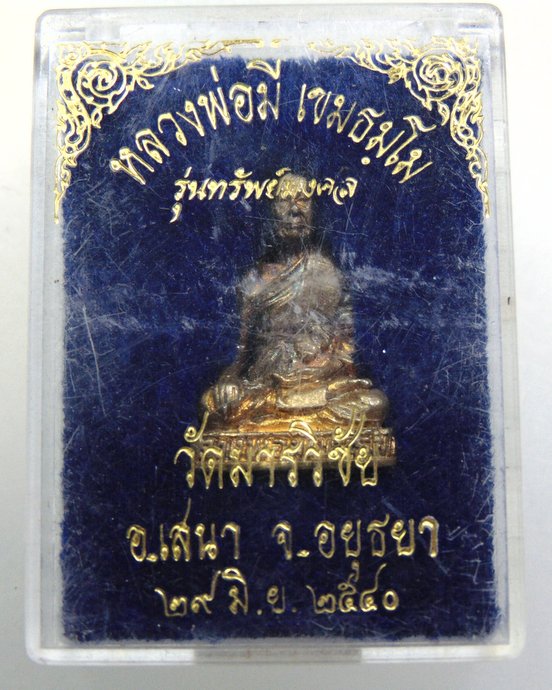 หลวงพ่อมี เขมธมฺโม
รุ่นทรัพย์มงคล
วัดมารวิชัย
อ.เสนา จ.อยุธยา
๒๙ มิ.ย. ๒๕๔๐